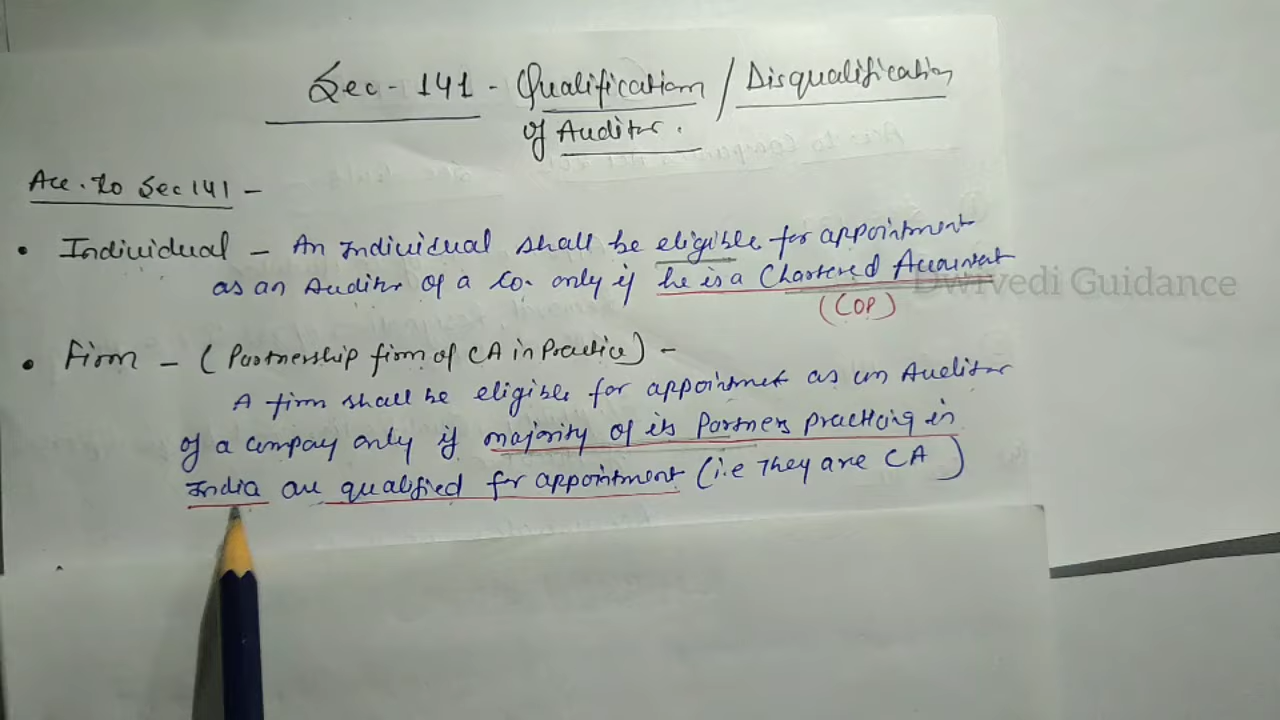 Sec - 141 - Qualification / Disqualification
of Auditor.
Acc. to Sec 141 -
• Individual - An individual shall be eligible for appointment
as an Auditor of a Co. only if he is a Chartered Accountant
Dwivedi Guidance
(COP)
• Firm - (Partnership firm of CA in Practice) -
A firm shall be eligible for appointmet as an Auditor
of a company only if majority of its Partners practicing in
India are qualified for appointment (i.e They are CA)